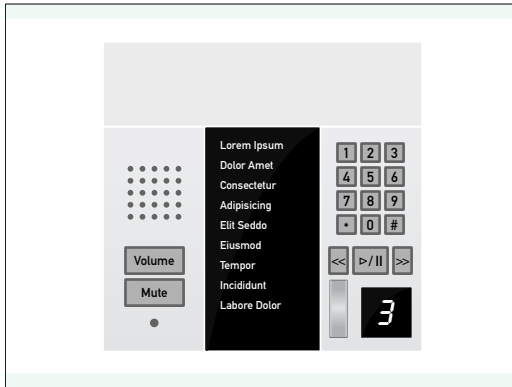 Lorem Ipsum
Dolor Amet
Consectetur
Adipisicing
Elit Seddo
Eiusmod
Tempor
Incididunt
Labore Dolor
Volume
Mute
1 2 3
4 5 6
7 8 9
• 0 #
<< ▷/II >>
3